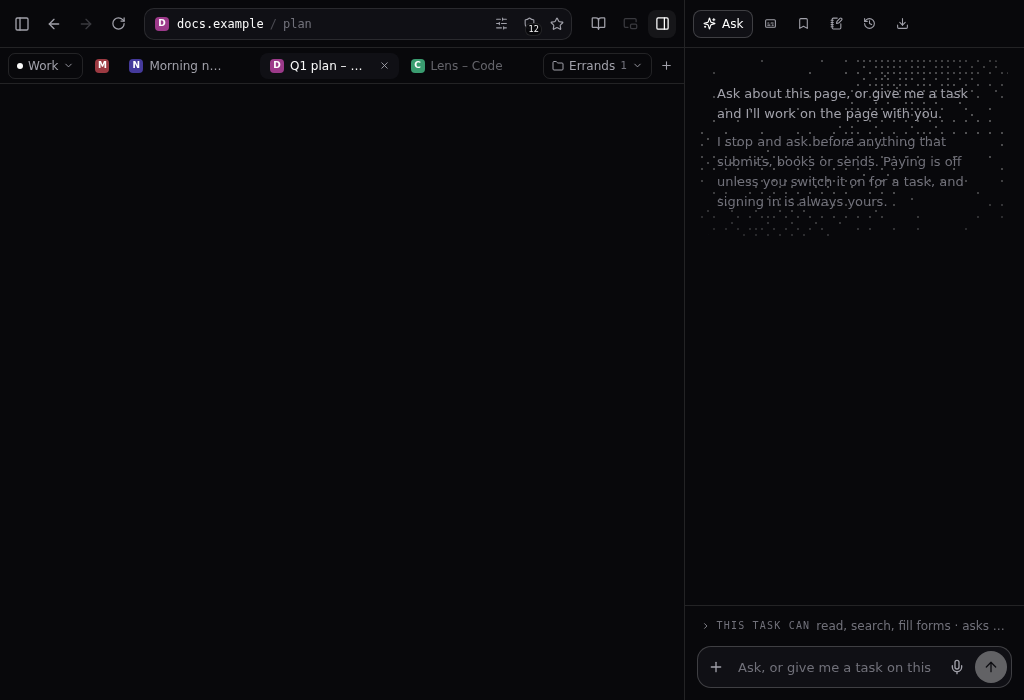 D docs.example / plan
12
Ask
Work
M
N Morning n…
D Q1 plan – …
C Lens – Code
Errands 1
Ask about this page, or give me a task
and I'll work on the page with you.
I stop and ask before anything that
submits, books or sends. Paying is off
unless you switch it on for a task, and
signing in is always yours.
THIS TASK CAN read, search, fill forms · asks …
Ask, or give me a task on this